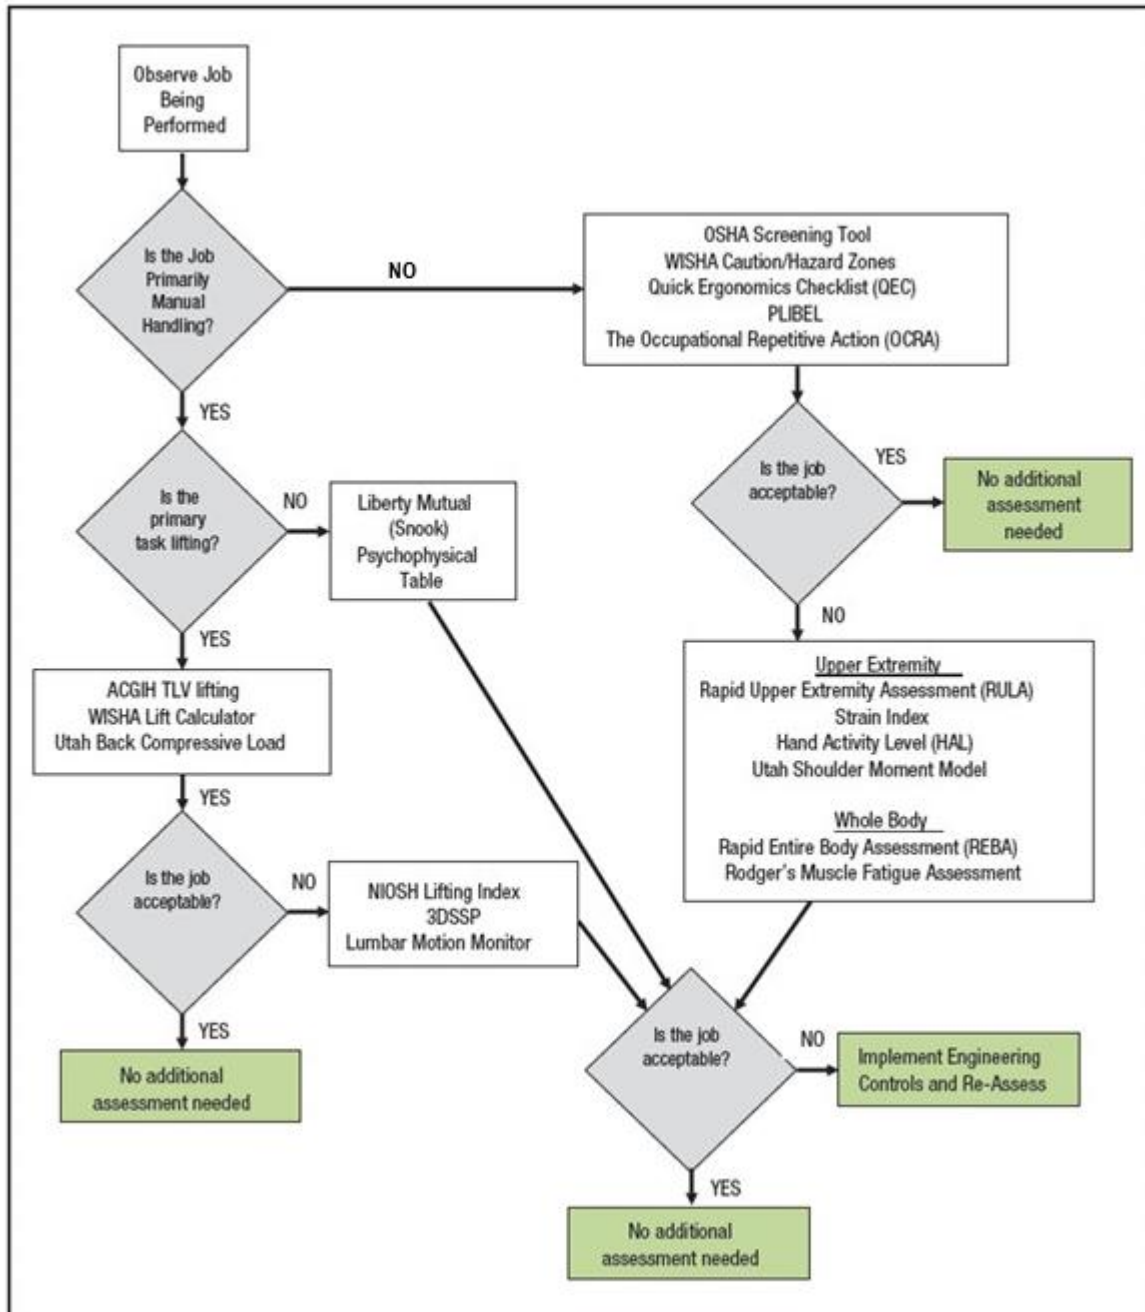 Observe Job
Being
Performed
Is the Job
Primarily
Manual
Handling?
NO
OSHA Screening Tool
WISHA Caution/Hazard Zones
Quick Ergonomics Checklist (QEC)
PLIBEL
The Occupational Repetitive Action (OCRA)
YES
Is the job
acceptable?
YES
No additional
assessment
needed
Is the
primary
task lifting?
NO
Liberty Mutual
(Snook)
Psychophysical
Table
NO
YES
Upper Extremity
Rapid Upper Extremity Assessment (RULA)
Strain Index
Hand Activity Level (HAL)
Utah Shoulder Moment Model
Whole Body
Rapid Entire Body Assessment (REBA)
Rodger's Muscle Fatigue Assessment
ACGIH TLV lifting
WISHA Lift Calculator
Utah Back Compressive Load
YES
Is the job
acceptable?
NO
NIOSH Lifting Index
3DSSP
Lumbar Motion Monitor
YES
No additional
assessment needed
Is the job
acceptable?
NO
Implement Engineering
Controls and Re-Assess
YES
No additional
assessment needed